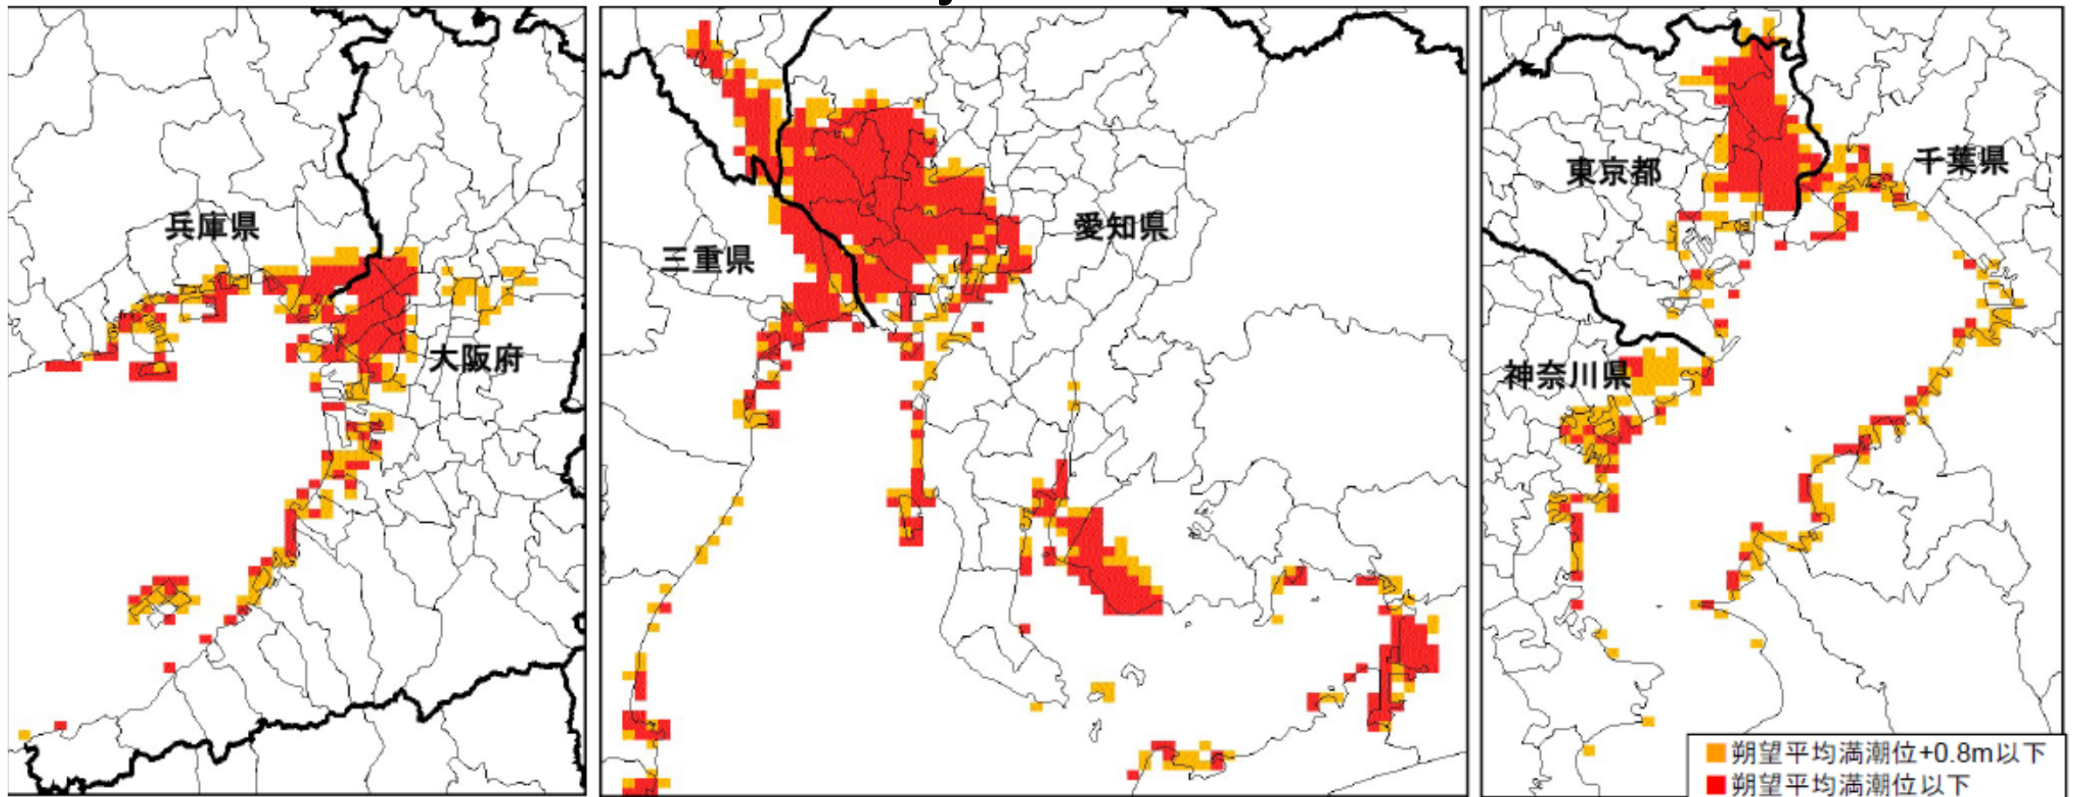 兵庫県
大阪府
三重県
愛知県
東京都
千葉県
神奈川県
朔望平均満潮位+0.8m以下
朔望平均満潮位以下